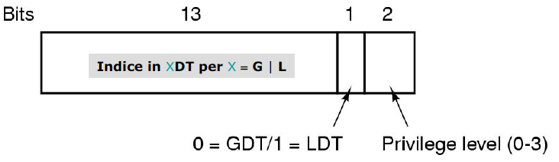 Bits 13 1 2
Indice in XDT per X = G | L
0 = GDT/1 = LDT Privilege level (0-3)